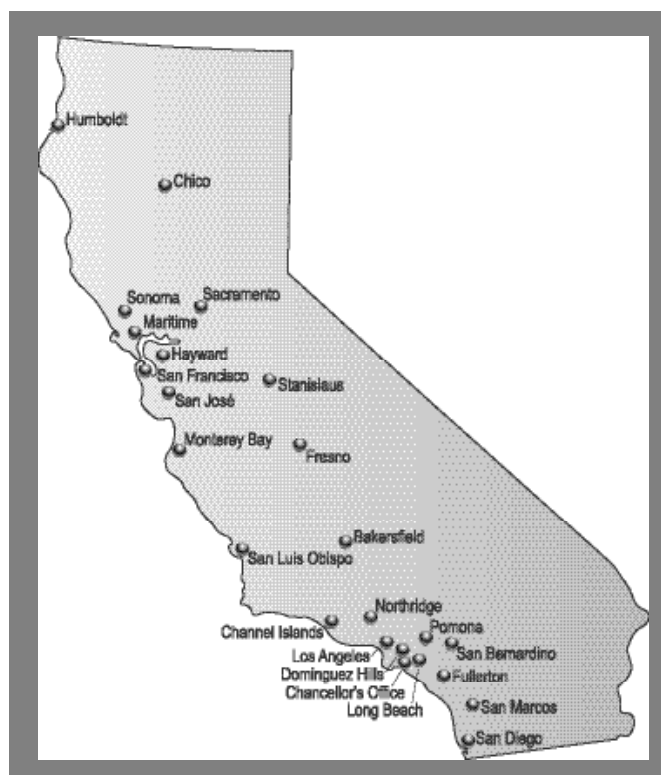 Humboldt
Chico
Sonoma
Sacramento
Maritime
Hayward
San Francisco
Stanislaus
San José
Monterey Bay
Fresno
Bakersfield
San Luis Obispo
Northridge
Channel Islands
Pomona
Los Angeles
San Bernardino
Dominguez Hills
Fullerton
Chancellor's Office
Long Beach
San Marcos
San Diego